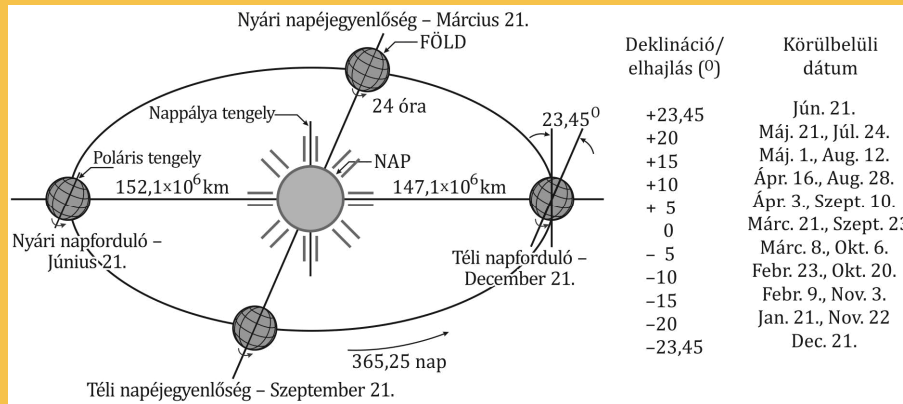 Nyári napéjegyenlőség – Március 21.
FÖLD
24 óra
Nappálya tengely
23,45⁰
Poláris tengely
NAP
152,1×10⁶ km
147,1×10⁶ km
Nyári napforduló –
Június 21.
Téli napforduló –
December 21.
365,25 nap
Téli napéjegyenlőség – Szeptember 21.
Deklináció/ Körülbelüli
elhajlás (⁰) dátum
+23,45 Jún. 21.
+20 Máj. 21., Júl. 24.
+15 Máj. 1., Aug. 12.
+10 Ápr. 16., Aug. 28.
+ 5 Ápr. 3., Szept. 10.
0 Márc. 21., Szept. 23
– 5 Márc. 8., Okt. 6.
–10 Febr. 23., Okt. 20.
–15 Febr. 9., Nov. 3.
–20 Jan. 21., Nov. 22
–23,45 Dec. 21.